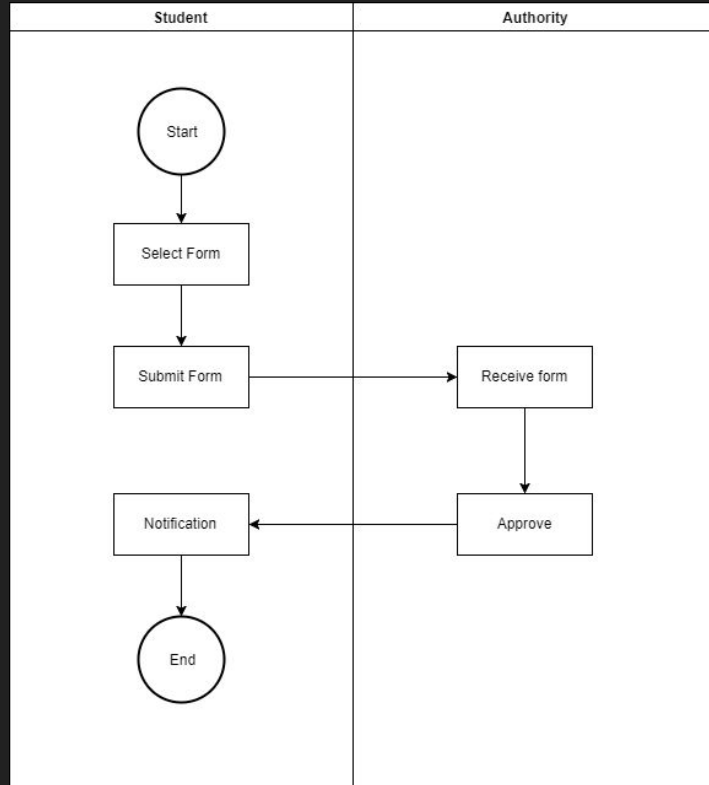 Student
Authority
Start
Select Form
Submit Form
Receive form
Notification
Approve
End